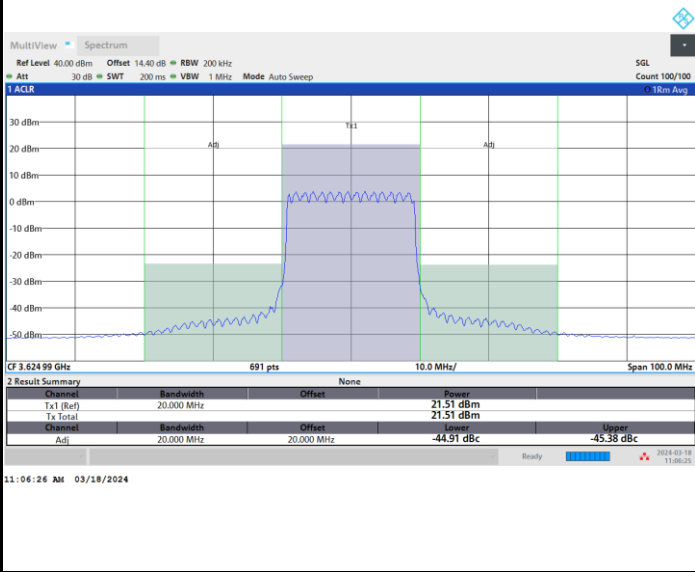 MultiView Spectrum
Ref Level 40.00 dBm Offset 14.40 dB RBW 200 kHz SGL
Att 30 dB SWT 200 ms VBW 1 MHz Mode Auto Sweep Count 100/100
1 ACLR 1Rm Avg
30 dBm
Tx1
20 dBm Adj Adj
10 dBm
0 dBm
-10 dBm
-20 dBm
-30 dBm
-40 dBm
-50 dBm
CF 3.624 99 GHz 691 pts 10.0 MHz/ Span 100.0 MHz
2 Result Summary None
Channel Bandwidth Offset Power
Tx1 (Ref) 20.000 MHz 21.51 dBm
Tx Total 21.51 dBm
Channel Bandwidth Offset Lower Upper
Adj 20.000 MHz 20.000 MHz -44.91 dBc -45.38 dBc
Ready 2024-03-18
11:06:25
11:06:26 AM 03/18/2024